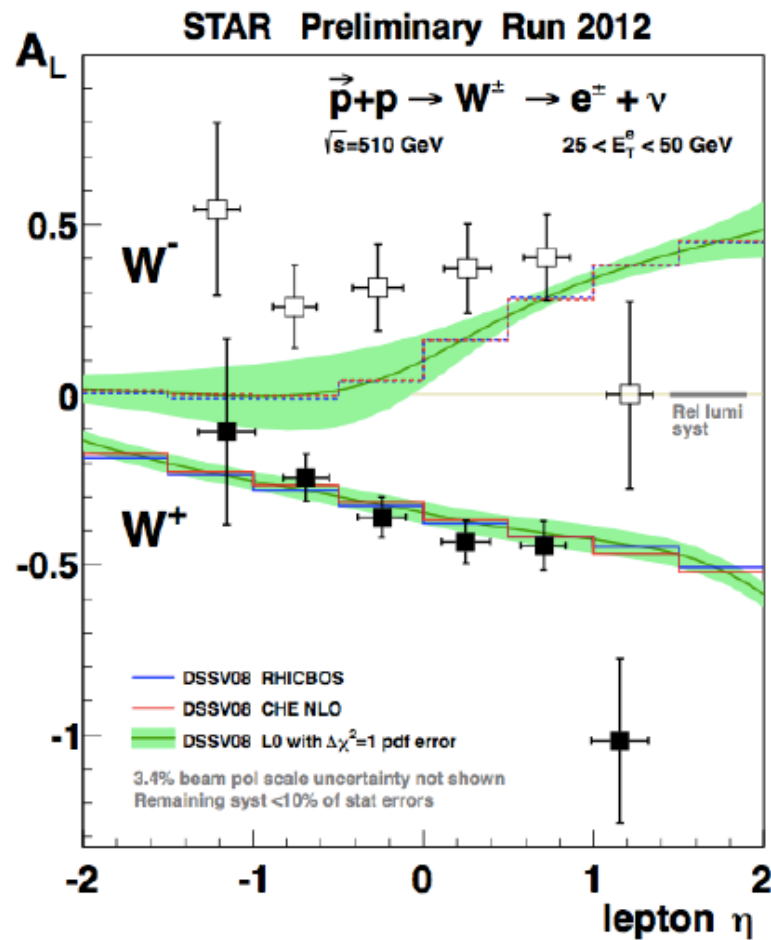 STAR Preliminary Run 2012
A_L
p⃗+p → W± → e± + ν
√s=510 GeV
25 < E_T^e < 50 GeV
0.5
W⁻
0
Rel lumi
syst
W⁺
-0.5
DSSV08 RHICBOS
DSSV08 CHE NLO
-1
DSSV08 L0 with Δχ²=1 pdf error
3.4% beam pol scale uncertainty not shown
Remaining syst <10% of stat errors
-2
-1
0
1
2
lepton η